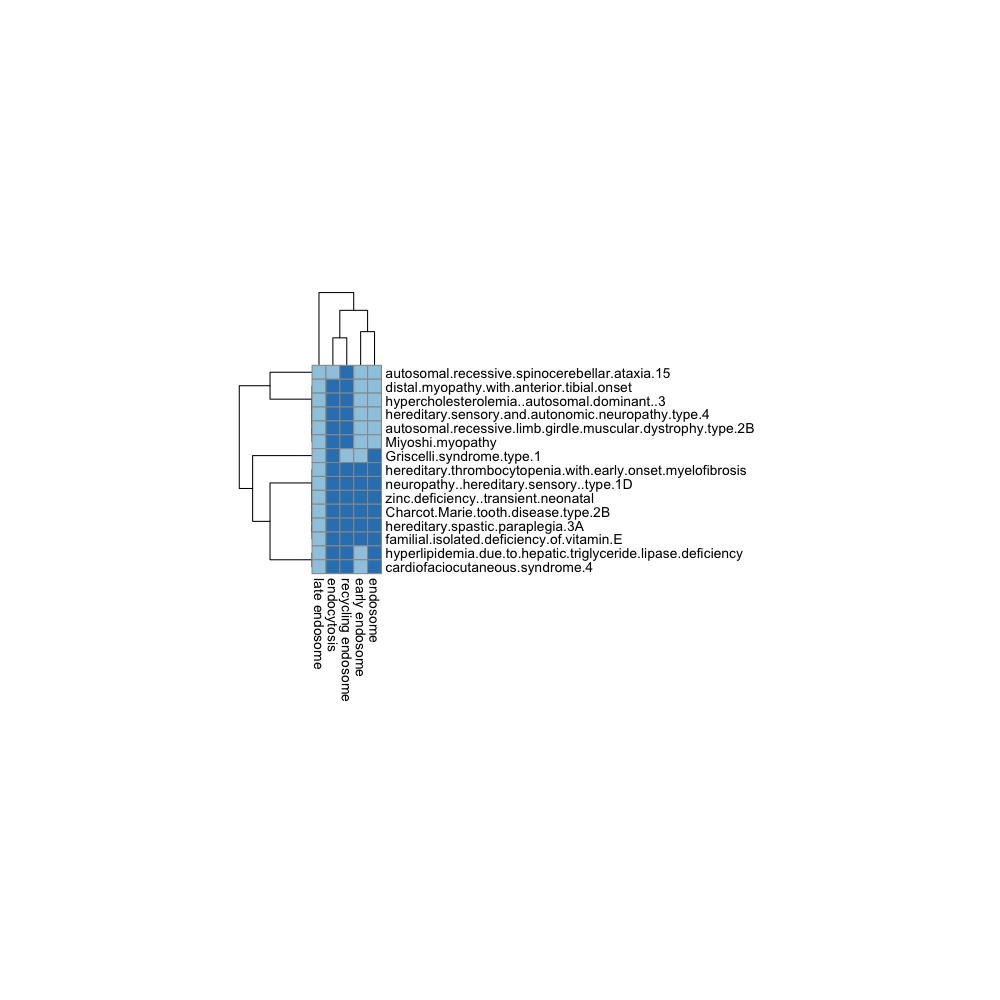 autosomal.recessive.spinocerebellar.ataxia.15
distal.myopathy.with.anterior.tibial.onset
hypercholesterolemia..autosomal.dominant..3
hereditary.sensory.and.autonomic.neuropathy.type.4
autosomal.recessive.limb.girdle.muscular.dystrophy.type.2B
Miyoshi.myopathy
Griscelli.syndrome.type.1
hereditary.thrombocytopenia.with.early.onset.myelofibrosis
neuropathy..hereditary.sensory..type.1D
zinc.deficiency..transient.neonatal
Charcot.Marie.tooth.disease.type.2B
hereditary.spastic.paraplegia.3A
familial.isolated.deficiency.of.vitamin.E
hyperlipidemia.due.to.hepatic.triglyceride.lipase.deficiency
cardiofaciocutaneous.syndrome.4
late endosome
endocytosis
recycling endosome
early endosome
endosome